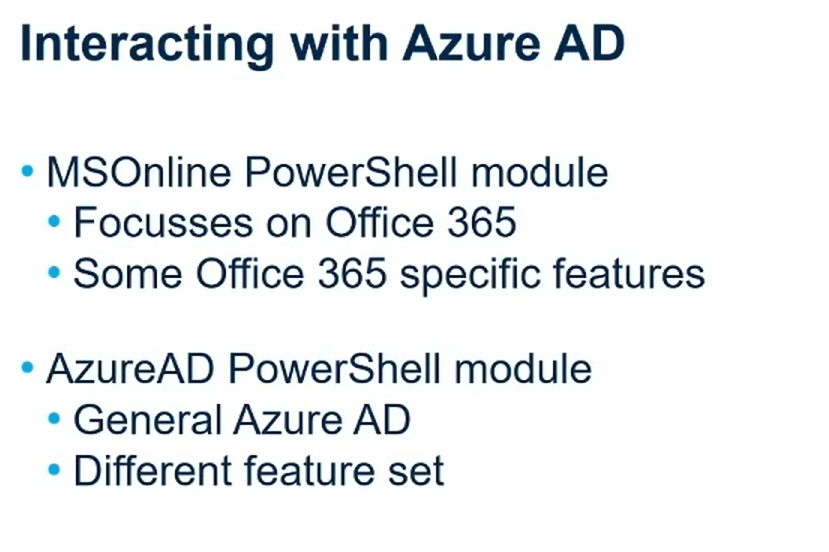 Interacting with Azure AD
• MSOnline PowerShell module
• Focusses on Office 365
• Some Office 365 specific features
• AzureAD PowerShell module
• General Azure AD
• Different feature set